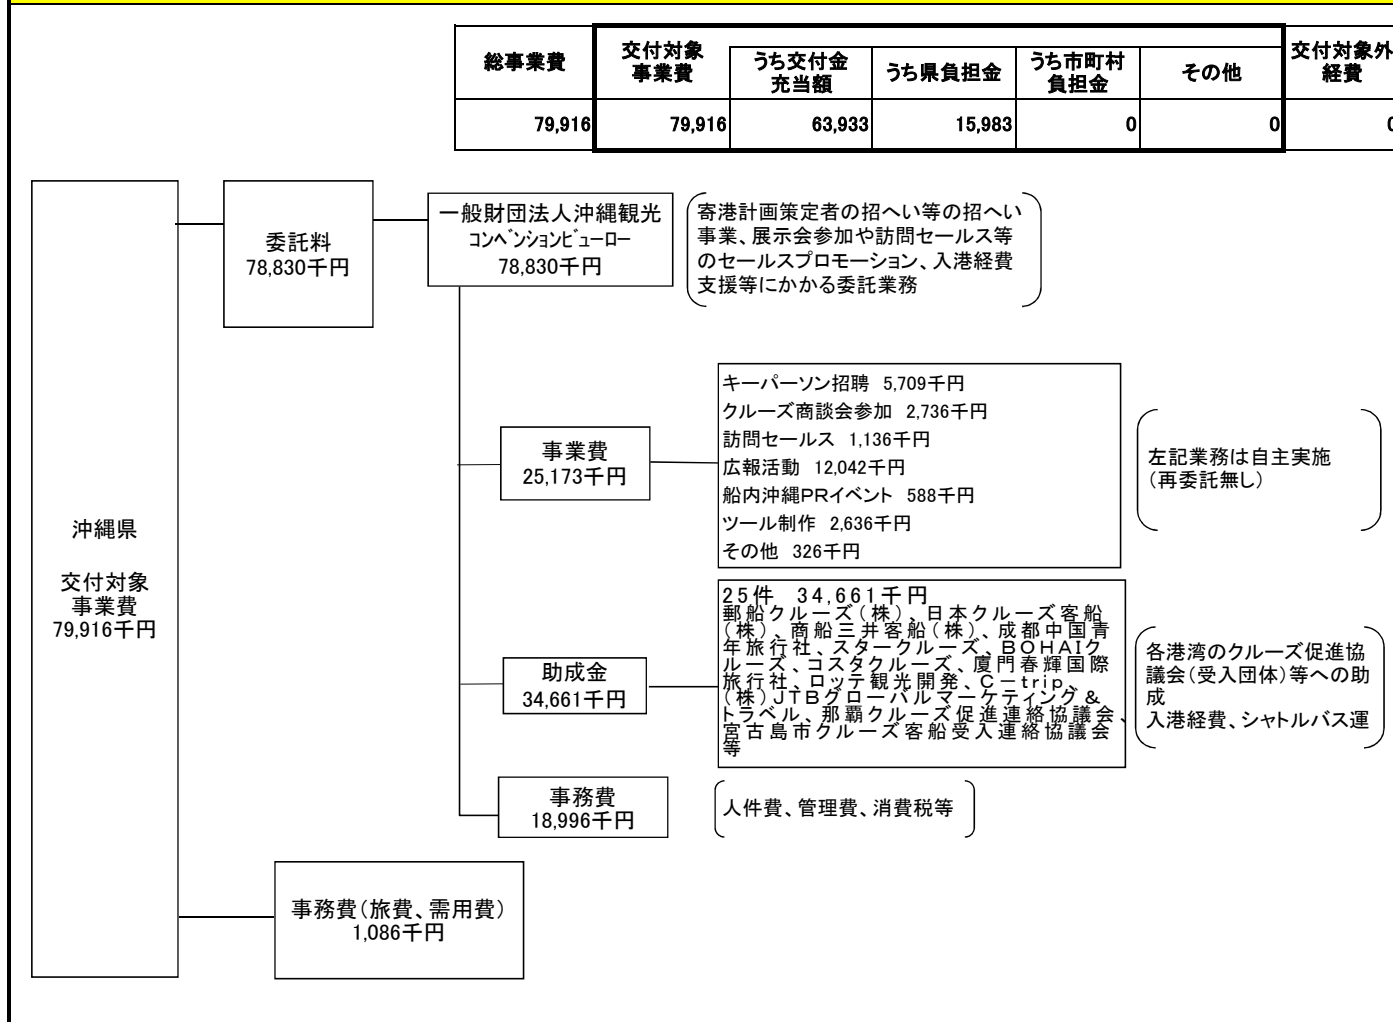 総事業費
交付対象
事業費
うち交付金
充当額
うち県負担金
うち市町村
負担金
その他
交付対象外
経費
79,916
79,916
63,933
15,983
0
0
0
沖縄県
交付対象
事業費
79,916千円
委託料
78,830千円
一般財団法人沖縄観光
コンベンションビューロー
78,830千円
寄港計画策定者の招へい等の招へい
事業、展示会参加や訪問セールス等
のセールスプロモーション、入港経費
支援等にかかる委託業務
事業費
25,173千円
キーパーソン招聘 5,709千円
クルーズ商談会参加 2,736千円
訪問セールス 1,136千円
広報活動 12,042千円
船内沖縄PRイベント 588千円
ツール制作 2,636千円
その他 326千円
左記業務は自主実施
(再委託無し)
助成金
34,661千円
25件 34,661千円
郵船クルーズ(株)、日本クルーズ客船
(株)、商船三井客船(株)、成都中国青
年旅行社、スタークルーズ、BOHAIク
ルーズ、コスタクルーズ、廈門春輝国際
旅行社、ロッテ観光開発、C-trip、
(株)JTBグローバルマーケティング&
トラベル、那覇クルーズ促進連絡協議会、
宮古島市クルーズ客船受入連絡協議会
等
各港湾のクルーズ促進協
議会(受入団体)等への助
成
入港経費、シャトルバス運
事務費
18,996千円
人件費、管理費、消費税等
事務費(旅費、需用費)
1,086千円